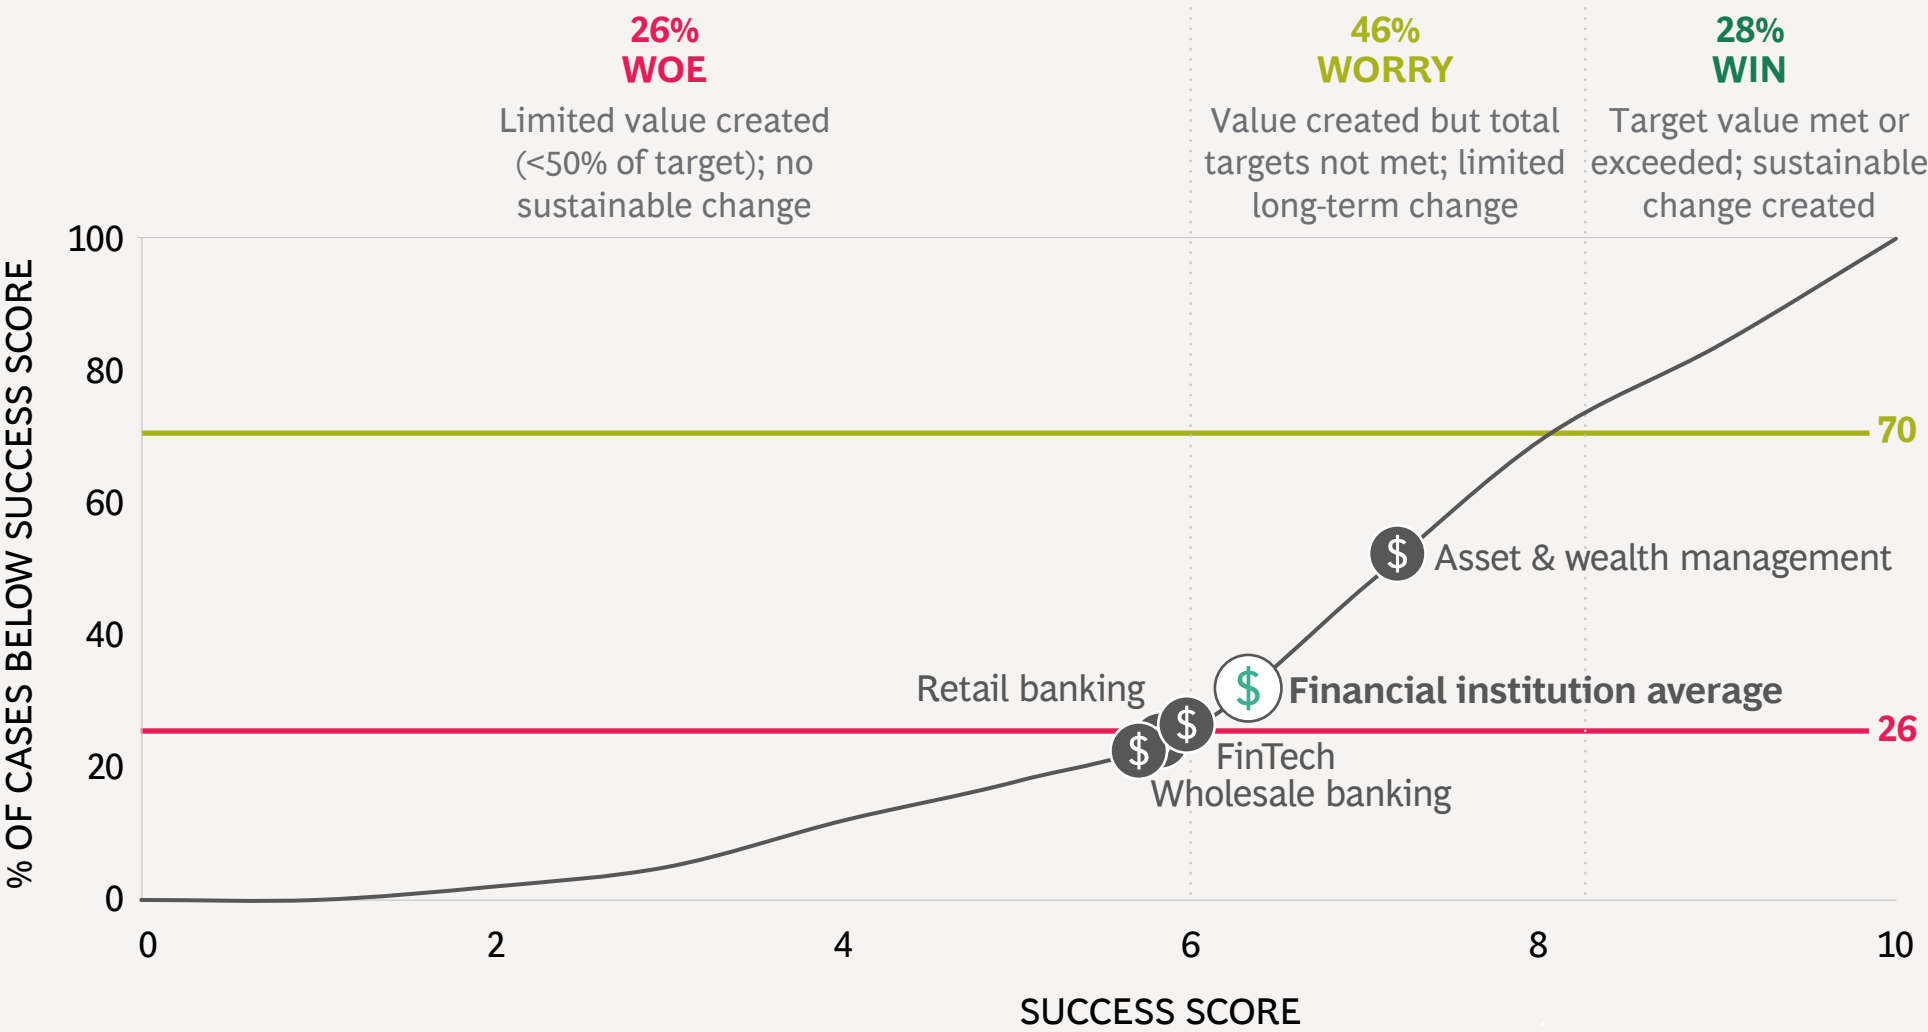 26%
WOE
Limited value created
(<50% of target); no
sustainable change
46%
WORRY
Value created but total
targets not met; limited
long-term change
28%
WIN
Target value met or
exceeded; sustainable
change created
% OF CASES BELOW SUCCESS SCORE
100
80
60
40
20
0
70
$ Asset & wealth management
Retail banking
$ Financial institution average
$
$
26
FinTech
Wholesale banking
0 2 4 6 8 10
SUCCESS SCORE